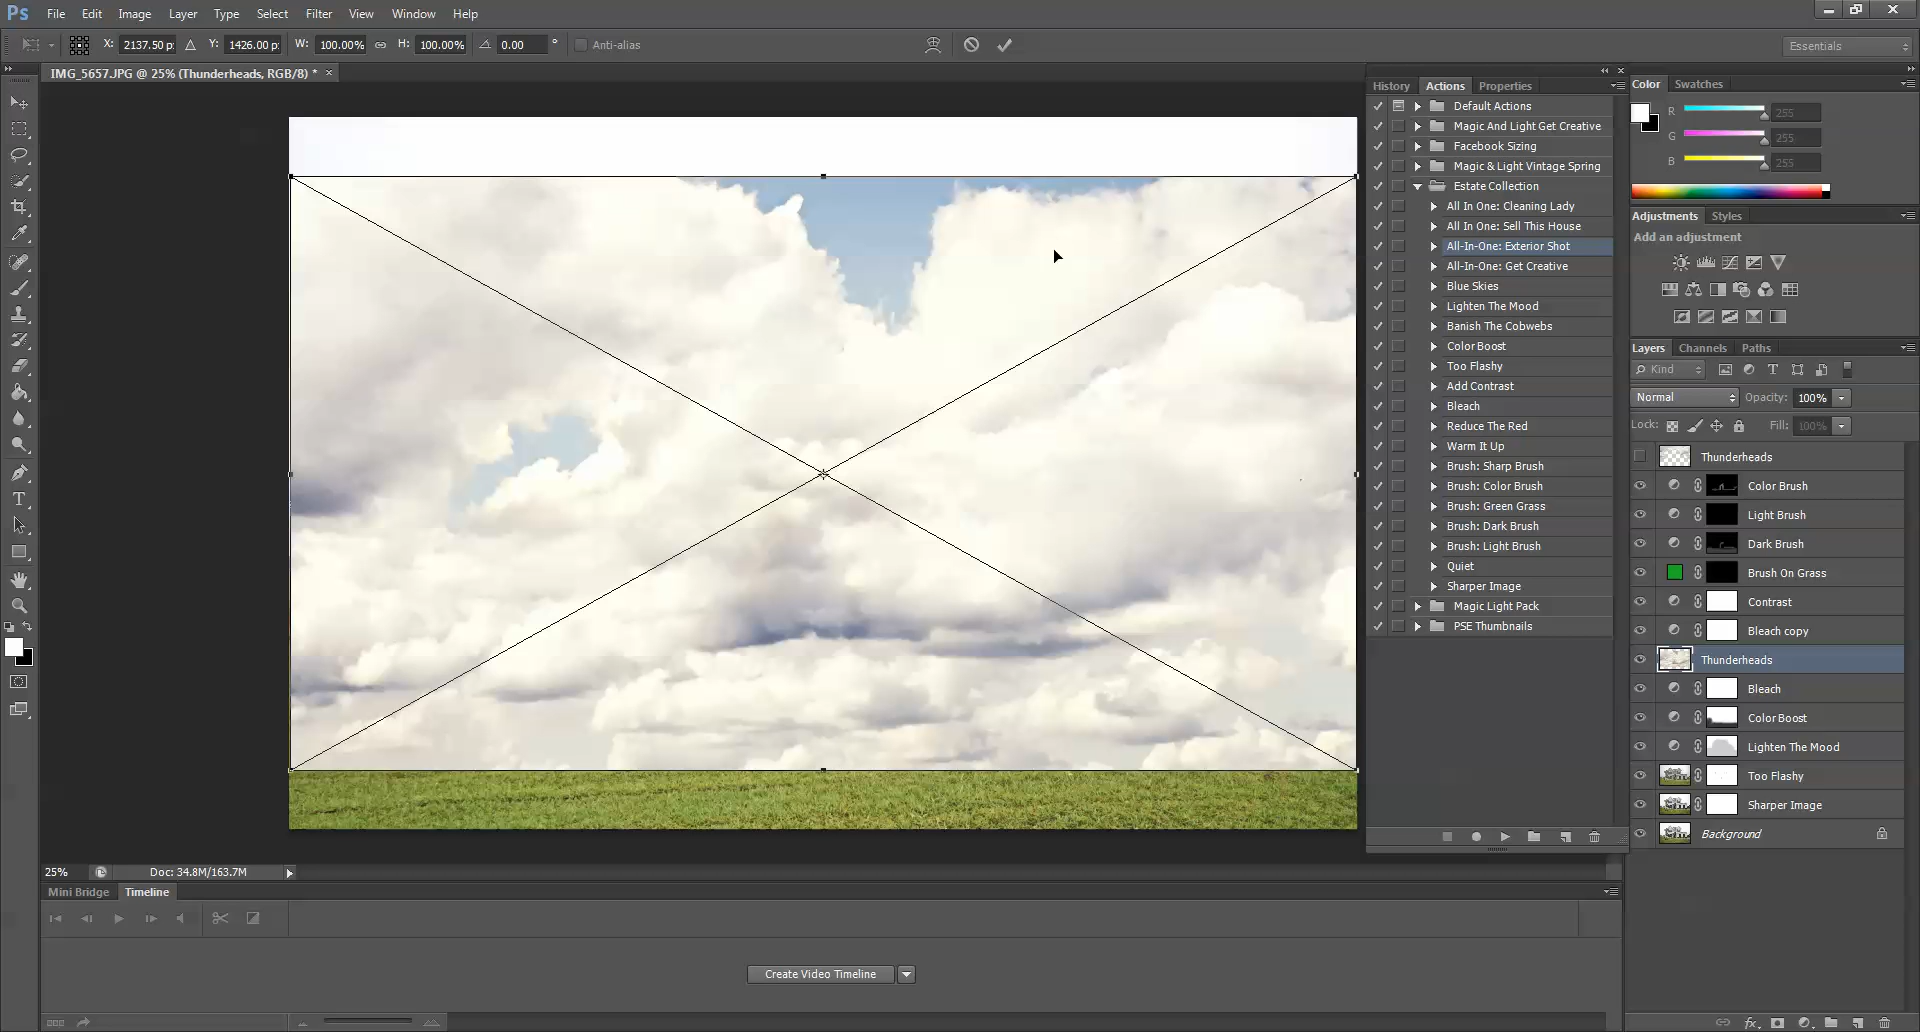 Ps File Edit Image Layer Type Select Filter View Window Help
X: 2137.50 p: Y: 1426.00 p: W: 100.00% H: 100.00% 0.00 ° Anti-alias Essentials
IMG_5657.JPG @ 25% (Thunderheads, RGB/8) * ×
History Actions Properties
Default Actions
Magic And Light Get Creative
Facebook Sizing
Magic & Light Vintage Spring
Estate Collection
All In One: Cleaning Lady
All In One: Sell This House
All-In-One: Exterior Shot
All-In-One: Get Creative
Blue Skies
Lighten The Mood
Banish The Cobwebs
Color Boost
Too Flashy
Add Contrast
Bleach
Reduce The Red
Warm It Up
Brush: Sharp Brush
Brush: Color Brush
Brush: Green Grass
Brush: Dark Brush
Brush: Light Brush
Quiet
Sharper Image
Magic Light Pack
PSE Thumbnails
Color Swatches
R 255
G 255
B 255
Adjustments Styles
Add an adjustment
Layers Channels Paths
Kind
Normal Opacity: 100%
Lock: Fill: 100%
Thunderheads
Color Brush
Light Brush
Dark Brush
Brush On Grass
Contrast
Bleach copy
Thunderheads
Bleach
Color Boost
Lighten The Mood
Too Flashy
Sharper Image
Background
25% Doc: 34.8M/163.7M
Mini Bridge Timeline
Create Video Timeline